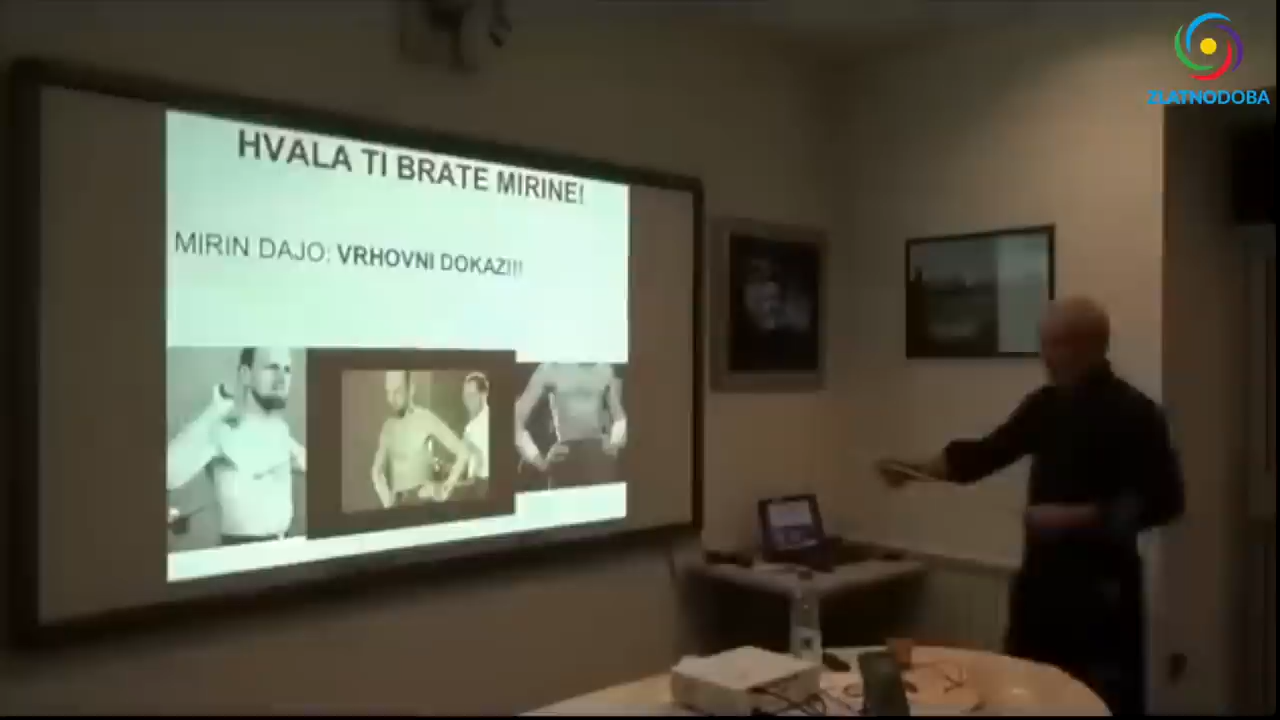 ZLATNODOBA
HVALA TI BRATE MIRINE!
MIRIN DAJO: VRHOVNI DOKAZI!!!